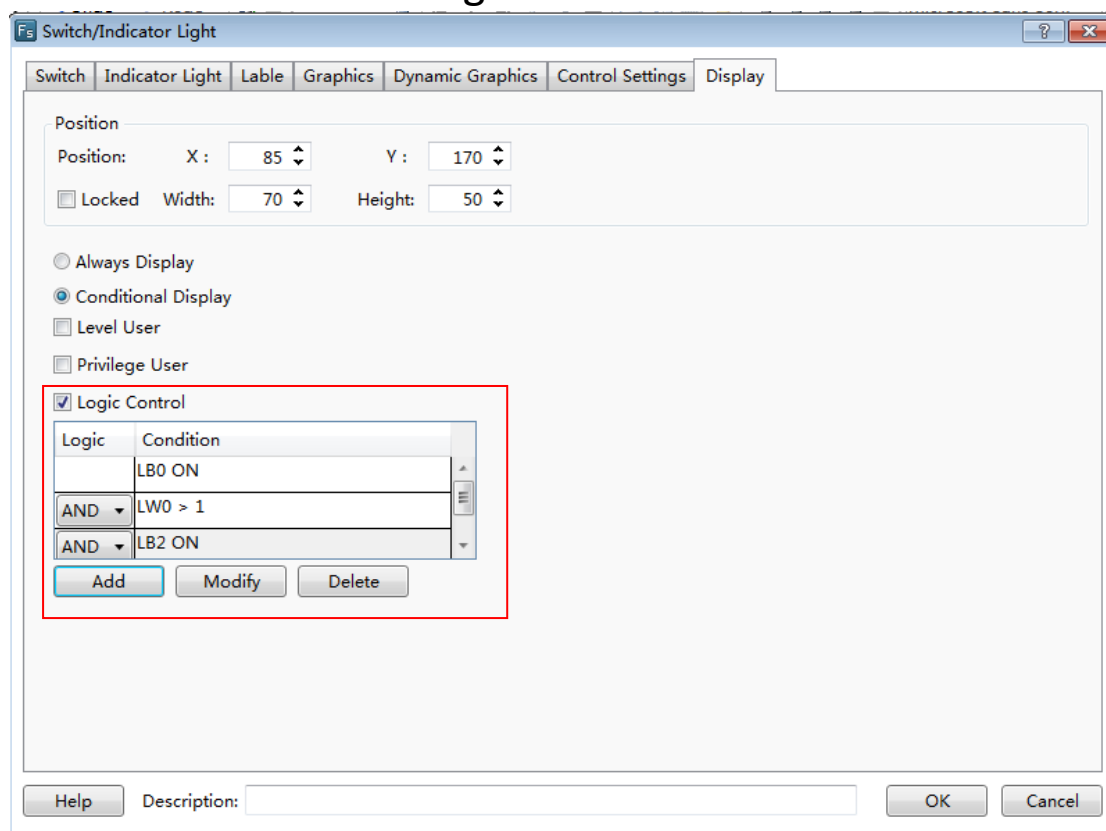 Fs Switch/Indicator Light ?
Switch Indicator Light Lable Graphics Dynamic Graphics Control Settings Display
Position
Position: X : 85 Y : 170
Locked Width: 70 Height: 50
Always Display
Conditional Display
Level User
Privilege User
Logic Control
Logic Condition
LB0 ON
AND LW0 > 1
AND LB2 ON
Add Modify Delete
Help Description: OK Cancel